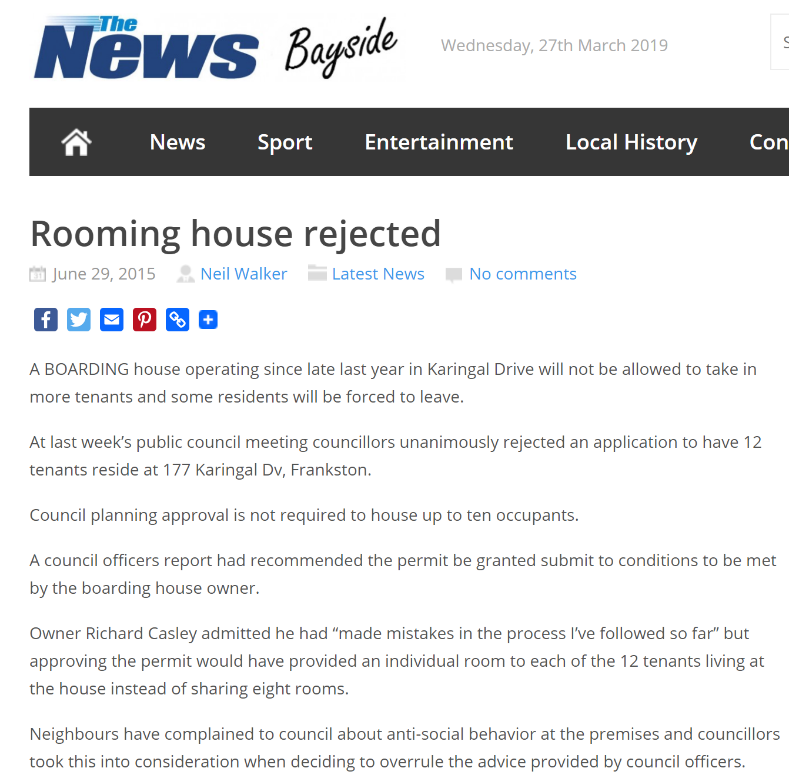 The
News
Bayside
Wednesday, 27th March 2019
S
News Sport Entertainment Local History Con
Rooming house rejected
June 29, 2015 Neil Walker Latest News No comments
A BOARDING house operating since late last year in Karingal Drive will not be allowed to take in
more tenants and some residents will be forced to leave.
At last week’s public council meeting councillors unanimously rejected an application to have 12
tenants reside at 177 Karingal Dv, Frankston.
Council planning approval is not required to house up to ten occupants.
A council officers report had recommended the permit be granted submit to conditions to be met
by the boarding house owner.
Owner Richard Casley admitted he had “made mistakes in the process I’ve followed so far” but
approving the permit would have provided an individual room to each of the 12 tenants living at
the house instead of sharing eight rooms.
Neighbours have complained to council about anti-social behavior at the premises and councillors
took this into consideration when deciding to overrule the advice provided by council officers.